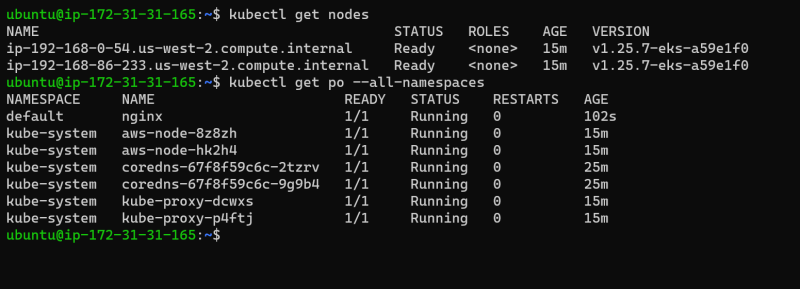 ubuntu@ip-172-31-31-165:~$ kubectl get nodes
NAME STATUS ROLES AGE VERSION
ip-192-168-0-54.us-west-2.compute.internal Ready <none> 15m v1.25.7-eks-a59e1f0
ip-192-168-86-233.us-west-2.compute.internal Ready <none> 15m v1.25.7-eks-a59e1f0
ubuntu@ip-172-31-31-165:~$ kubectl get po --all-namespaces
NAMESPACE NAME READY STATUS RESTARTS AGE
default nginx 1/1 Running 0 102s
kube-system aws-node-8z8zh 1/1 Running 0 15m
kube-system aws-node-hk2h4 1/1 Running 0 15m
kube-system coredns-67f8f59c6c-2tzrv 1/1 Running 0 25m
kube-system coredns-67f8f59c6c-9g9b4 1/1 Running 0 25m
kube-system kube-proxy-dcwxs 1/1 Running 0 15m
kube-system kube-proxy-p4ftj 1/1 Running 0 15m
ubuntu@ip-172-31-31-165:~$